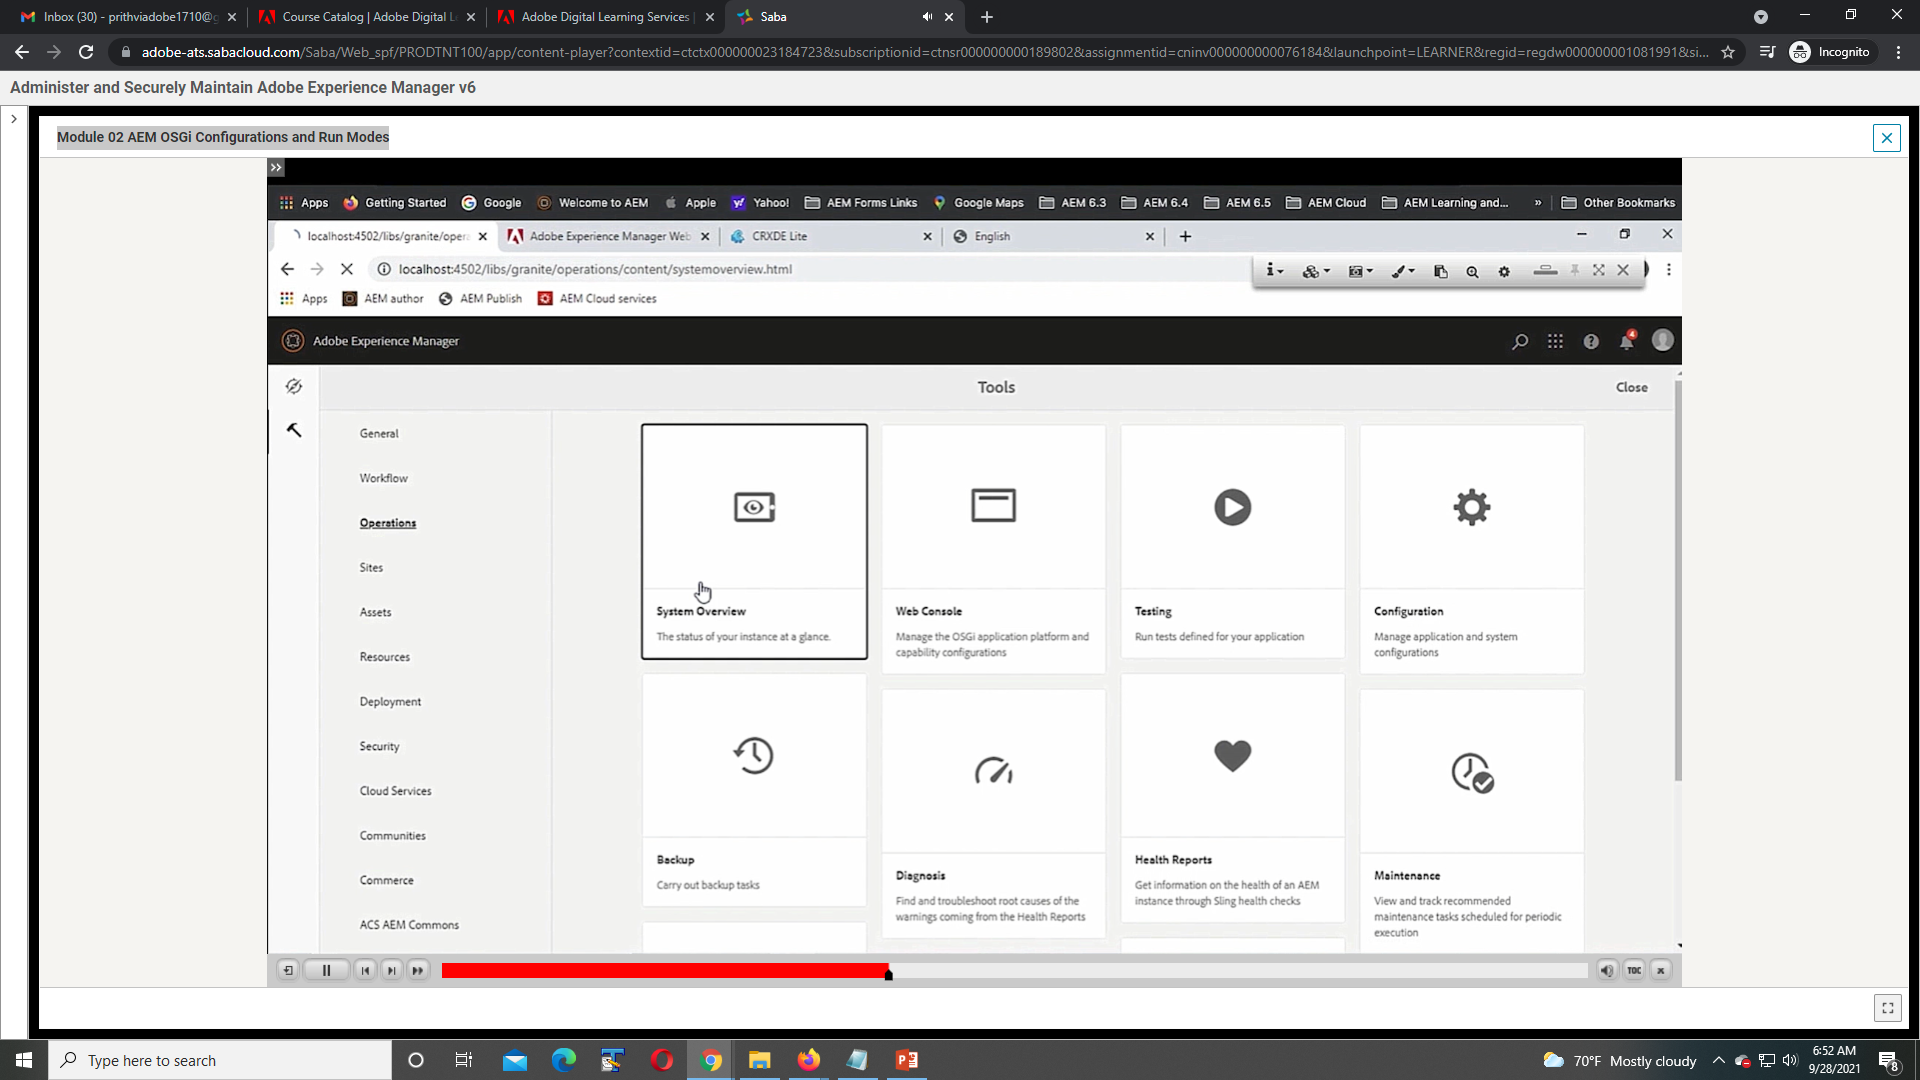 Inbox (30) - prithviadobe1710@g
Course Catalog | Adobe Digital L
Adobe Digital Learning Services |
Saba
adobe-ats.sabacloud.com/Saba/Web_spf/PRODTNT100/app/content-player?contextid=ctctx000000023184723&subscriptionid=ctnsr0000000000189802&assignmentid=cninv000000000076184&launchpoint=LEARNER&regid=regdw000000001081991&si...
Incognito
Administer and Securely Maintain Adobe Experience Manager v6
Module 02 AEM OSGi Configurations and Run Modes
Apps
Getting Started
Google
Welcome to AEM
Apple
Yahoo!
AEM Forms Links
Google Maps
AEM 6.3
AEM 6.4
AEM 6.5
AEM Cloud
AEM Learning and...
»
Other Bookmarks
localhost:4502/libs/granite/opera
Adobe Experience Manager Web
CRXDE Lite
English
localhost:4502/libs/granite/operations/content/systemoverview.html
Apps
AEM author
AEM Publish
AEM Cloud services
Adobe Experience Manager
4
Tools
Close
General
Workflow
Operations
Sites
Assets
Resources
Deployment
Security
Cloud Services
Communities
Commerce
ACS AEM Commons
System Overview
The status of your instance at a glance.
Web Console
Manage the OSGi application platform and
capability configurations
Testing
Run tests defined for your application
Configuration
Manage application and system
configurations
Backup
Carry out backup tasks
Diagnosis
Find and troubleshoot root causes of the
warnings coming from the Health Reports
Health Reports
Get information on the health of an AEM
instance through Sling health checks
Maintenance
View and track recommended
maintenance tasks scheduled for periodic
execution
TOC
Type here to search
70°F Mostly cloudy
6:52 AM
9/28/2021
8